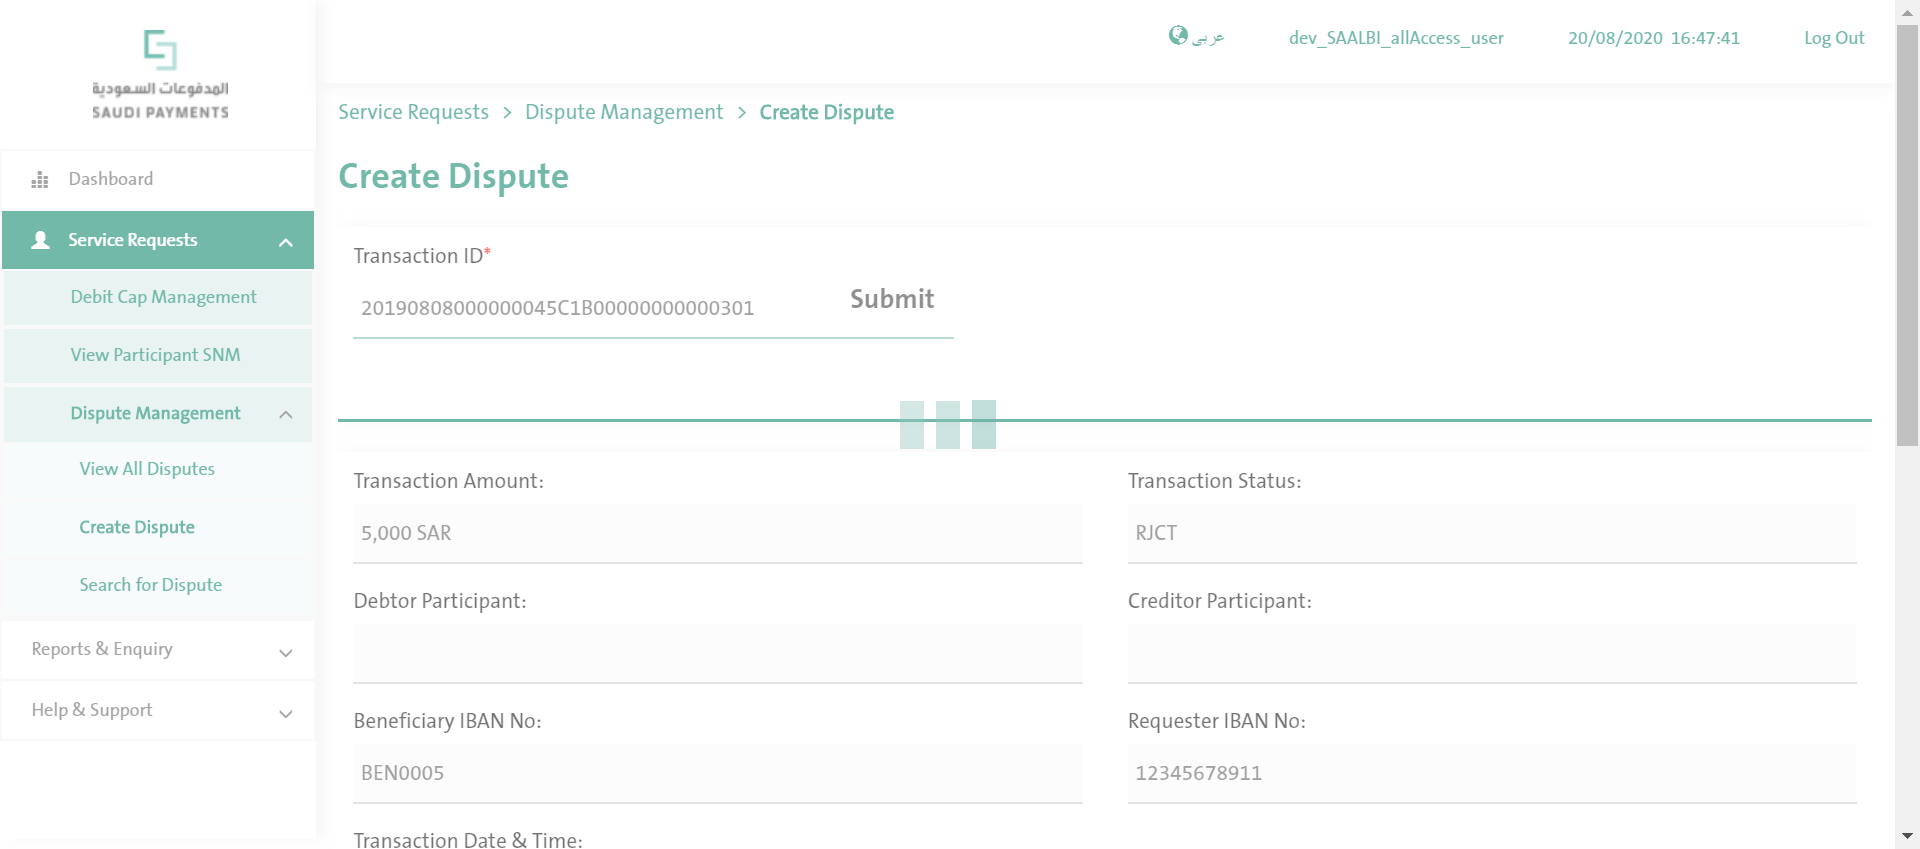 المدفوعات السعودية
SAUDI PAYMENTS
عربى
dev_SAALBI_allAccess_user
20/08/2020 16:47:41
Log Out
Dashboard
Service Requests
Debit Cap Management
View Participant SNM
Dispute Management
View All Disputes
Create Dispute
Search for Dispute
Reports & Enquiry
Help & Support
Service Requests > Dispute Management > Create Dispute
Create Dispute
Transaction ID*
20190808000000045C1B00000000000301
Submit
Transaction Amount:
5,000 SAR
Transaction Status:
RJCT
Debtor Participant:
Creditor Participant:
Beneficiary IBAN No:
BEN0005
Requester IBAN No:
12345678911
Transaction Date & Time: